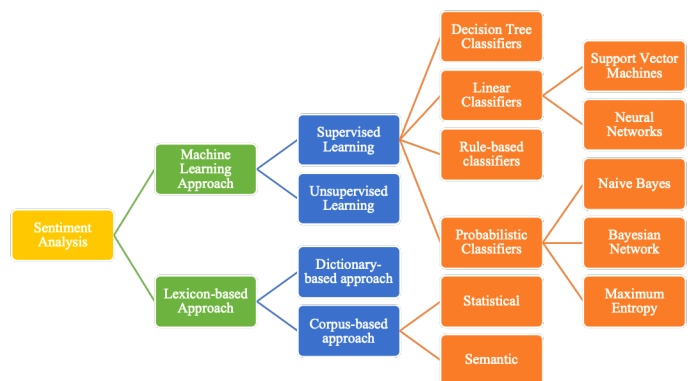 Sentiment
Analysis
Machine
Learning
Approach
Lexicon-based
Approach
Supervised
Learning
Unsupervised
Learning
Dictionary-
based approach
Corpus-based
approach
Decision Tree
Classifiers
Linear
Classifiers
Rule-based
classifiers
Probabilistic
Classifiers
Statistical
Semantic
Support Vector
Machines
Neural
Networks
Naive Bayes
Bayesian
Network
Maximum
Entropy